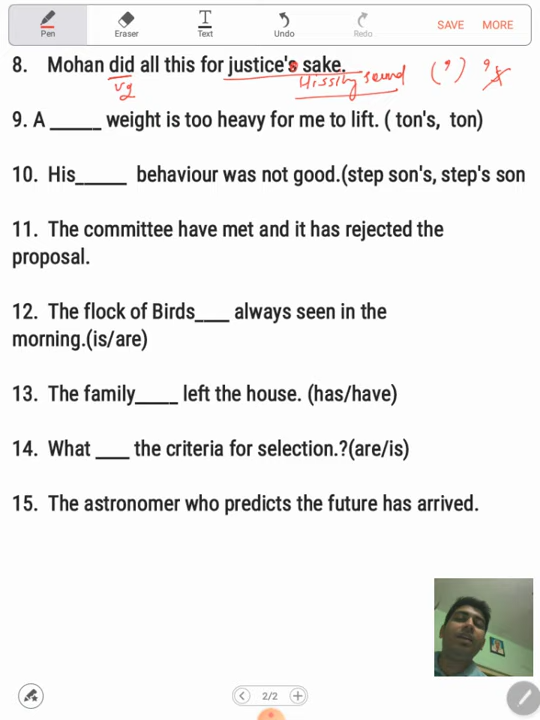 Pen Eraser Text Undo Redo SAVE MORE
8. Mohan did all this for justice's sake.
vg Hissing sound (') 's
9. A _____ weight is too heavy for me to lift. ( ton's, ton)
10. His_____ behaviour was not good.(step son's, step's son
11. The committee have met and it has rejected the
proposal.
12. The flock of Birds____ always seen in the
morning.(is/are)
13. The family_____ left the house. (has/have)
14. What ____ the criteria for selection.?(are/is)
15. The astronomer who predicts the future has arrived.
2/2